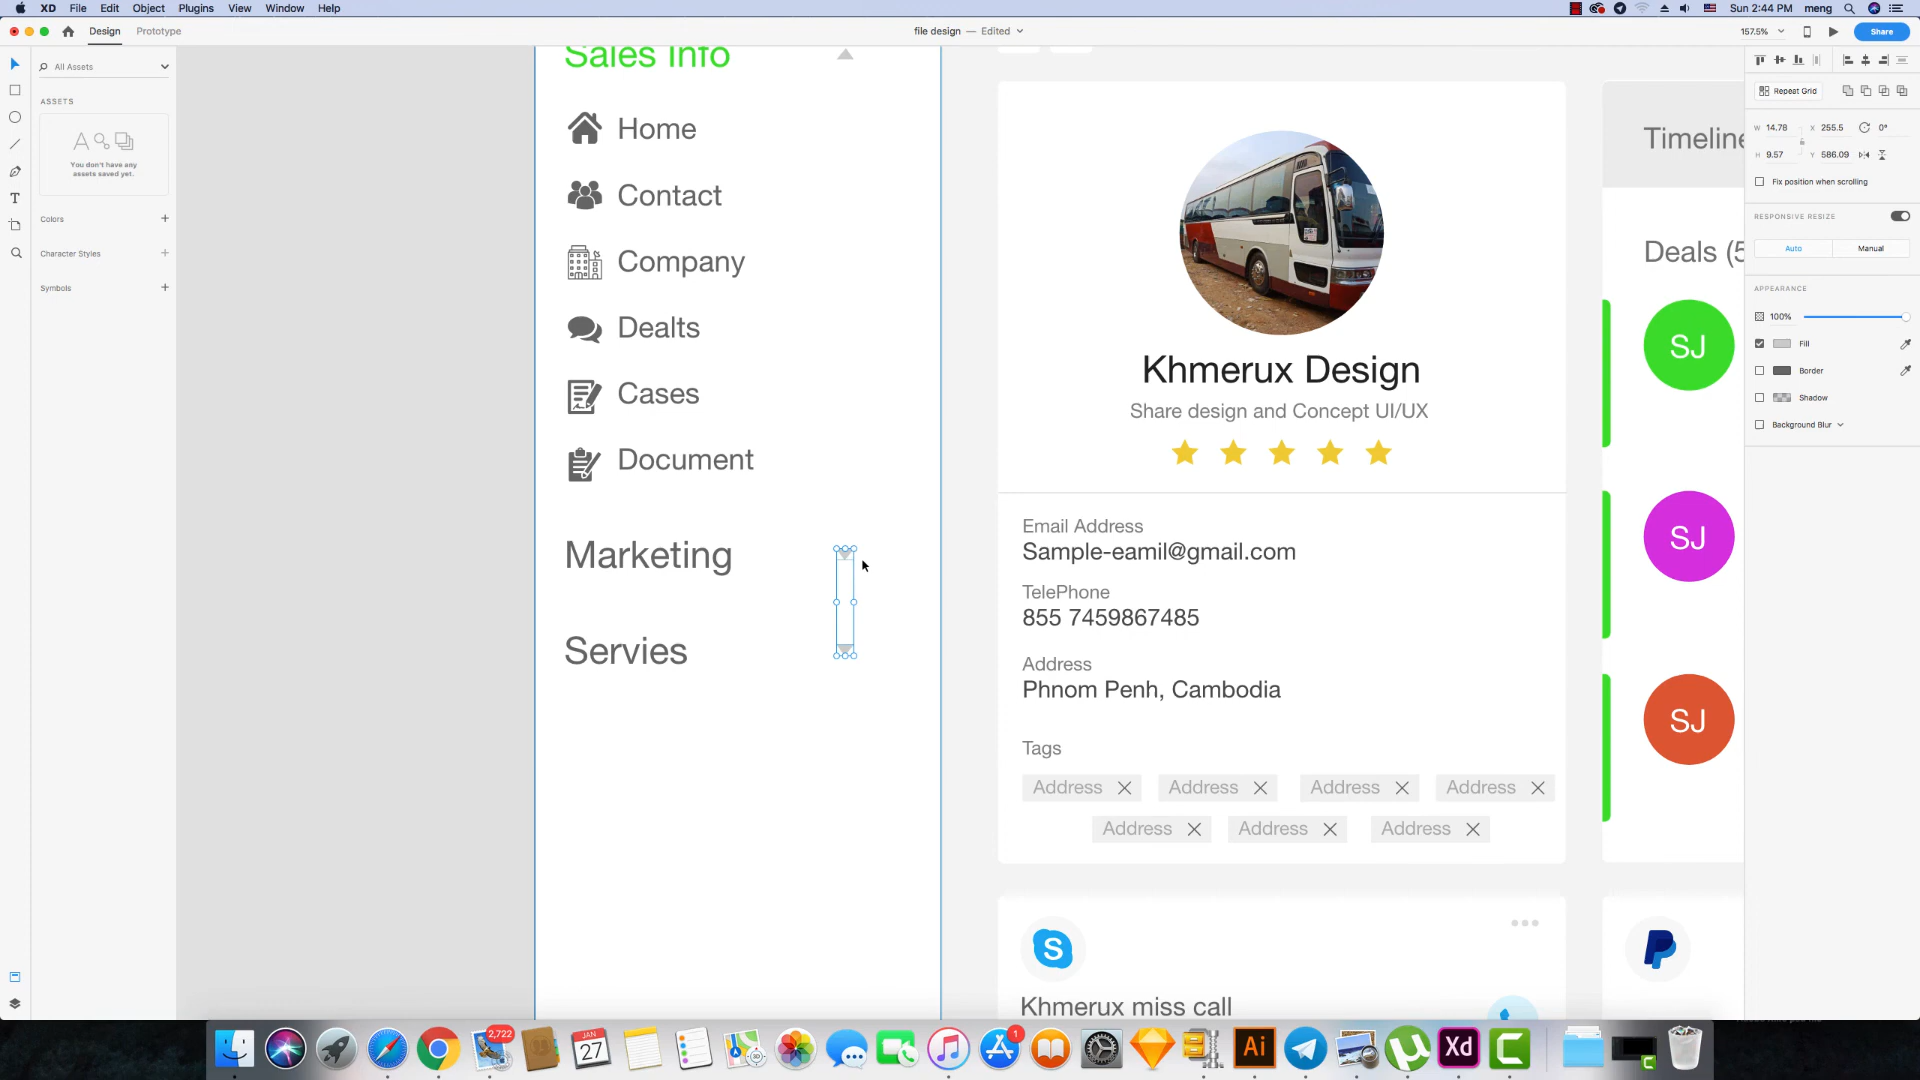 XD File Edit Object Plugins View Window Help
Sun 2:44 PM meng
Design Prototype
file design — Edited
157.5%
Share
All Assets
ASSETS
You don't have any
assets saved yet.
Colors
Character Styles
Symbols
Sales Info
Home
Contact
Company
Dealts
Cases
Document
Marketing
Servies
Khmerux Design
Share design and Concept UI/UX
Email Address
Sample-eamil@gmail.com
TelePhone
855 7459867485
Address
Phnom Penh, Cambodia
Tags
Address Address Address Address
Address Address Address
Khmerux miss call
Timeline
Deals (5
SJ
SJ
SJ
Repeat Grid
W 14.78 X 255.5 0°
H 9.57 Y 586.09
Fix position when scrolling
RESPONSIVE RESIZE
Auto Manual
APPEARANCE
100%
Fill
Border
Shadow
Background Blur
2,722
JAN
27
1
Ai
Xd